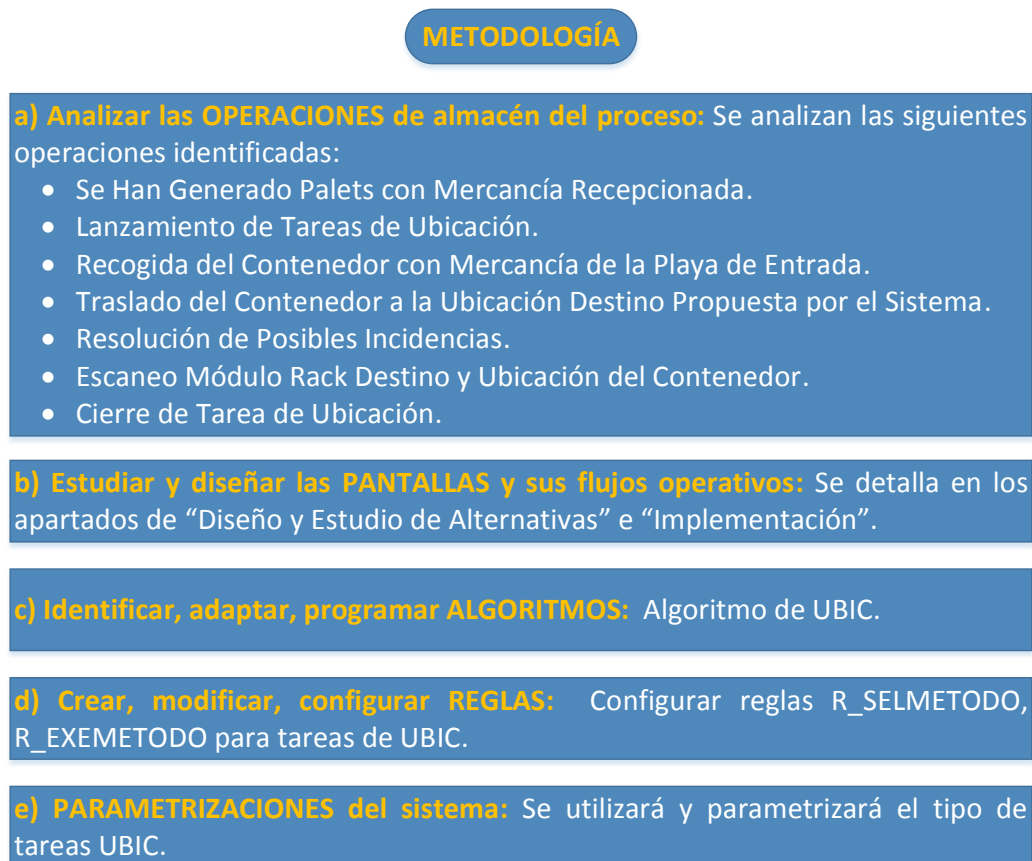 METODOLOGÍA
a) Analizar las OPERACIONES de almacén del proceso: Se analizan las siguientes
operaciones identificadas:
• Se Han Generado Palets con Mercancía Recepcionada.
• Lanzamiento de Tareas de Ubicación.
• Recogida del Contenedor con Mercancía de la Playa de Entrada.
• Traslado del Contenedor a la Ubicación Destino Propuesta por el Sistema.
• Resolución de Posibles Incidencias.
• Escaneo Módulo Rack Destino y Ubicación del Contenedor.
• Cierre de Tarea de Ubicación.
b) Estudiar y diseñar las PANTALLAS y sus flujos operativos: Se detalla en los
apartados de “Diseño y Estudio de Alternativas” e “Implementación”.
c) Identificar, adaptar, programar ALGORITMOS: Algoritmo de UBIC.
d) Crear, modificar, configurar REGLAS: Configurar reglas R_SELMETODO,
R_EXEMETODO para tareas de UBIC.
e) PARAMETRIZACIONES del sistema: Se utilizará y parametrizará el tipo de
tareas UBIC.